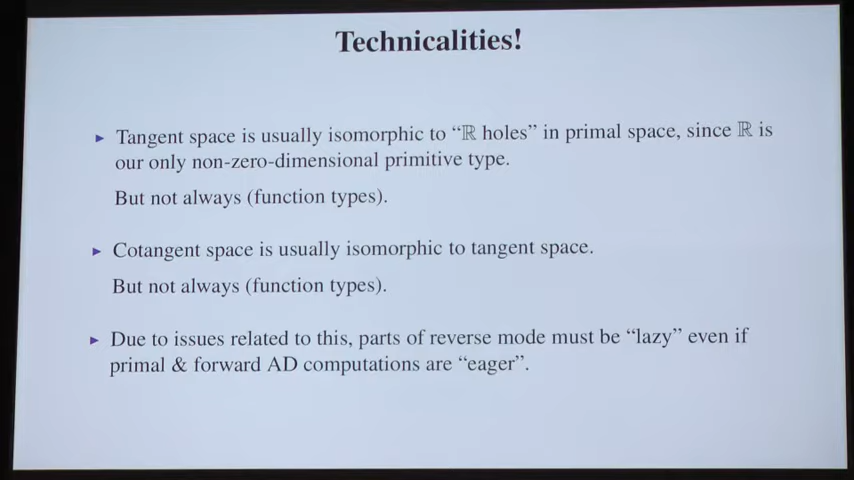 Technicalities!
▶ Tangent space is usually isomorphic to “ℝ holes” in primal space, since ℝ is
our only non-zero-dimensional primitive type.
But not always (function types).
▶ Cotangent space is usually isomorphic to tangent space.
But not always (function types).
▶ Due to issues related to this, parts of reverse mode must be “lazy” even if
primal & forward AD computations are “eager”.